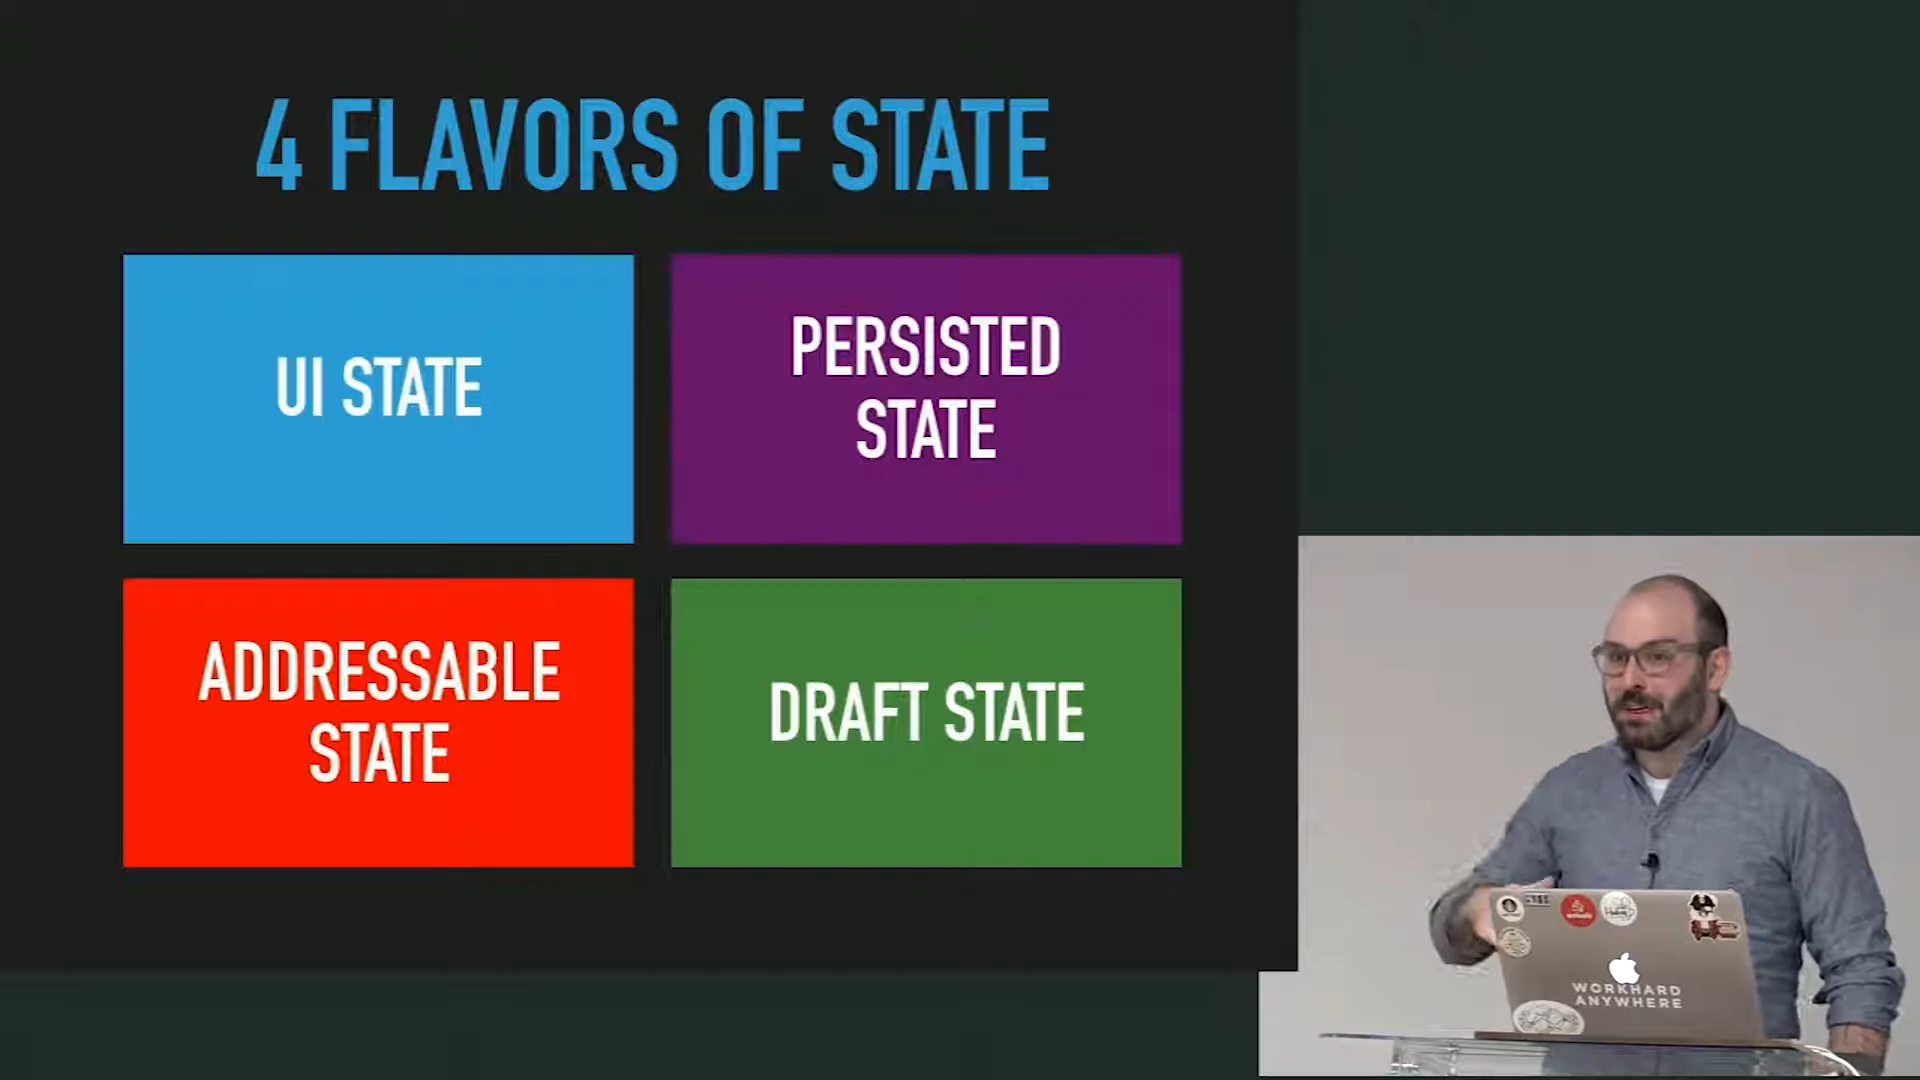 4 FLAVORS OF STATE
UI STATE
PERSISTED
STATE
ADDRESSABLE
STATE
DRAFT STATE
WORKHARD
ANYWHERE